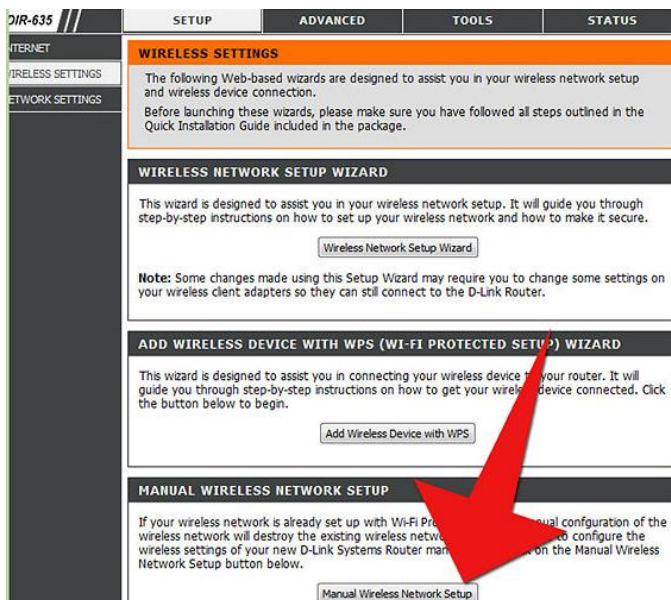 DIR-635
SETUP
ADVANCED
TOOLS
STATUS
WIRELESS SETTINGS
NETWORK SETTINGS
WIRELESS SETTINGS
The following Web-based wizards are designed to assist you in your wireless network setup
and wireless device connection.
Before launching these wizards, please make sure you have followed all steps outlined in the
Quick Installation Guide included in the package.
WIRELESS NETWORK SETUP WIZARD
This wizard is designed to assist you in your wireless network setup. It will guide you through
step-by-step instructions on how to set up your wireless network and how to make it secure.
Wireless Network Setup Wizard
Note: Some changes made using this Setup Wizard may require you to change some settings on
your wireless client adapters so they can still connect to the D-Link Router.
ADD WIRELESS DEVICE WITH WPS (WI-FI PROTECTED SETUP) WIZARD
This wizard is designed to assist you in connecting your wireless device to your router. It will
guide you through step-by-step instructions on how to get your wireless device connected. Click
the button below to begin.
Add Wireless Device with WPS
MANUAL WIRELESS NETWORK SETUP
If your wireless network is already set up with Wi-Fi configuration of the
wireless network will destroy the existing wireless to configure the
wireless settings of your new D-Link Systems Router on the Manual Wireless
Network Setup button below.
Manual Wireless Network Setup